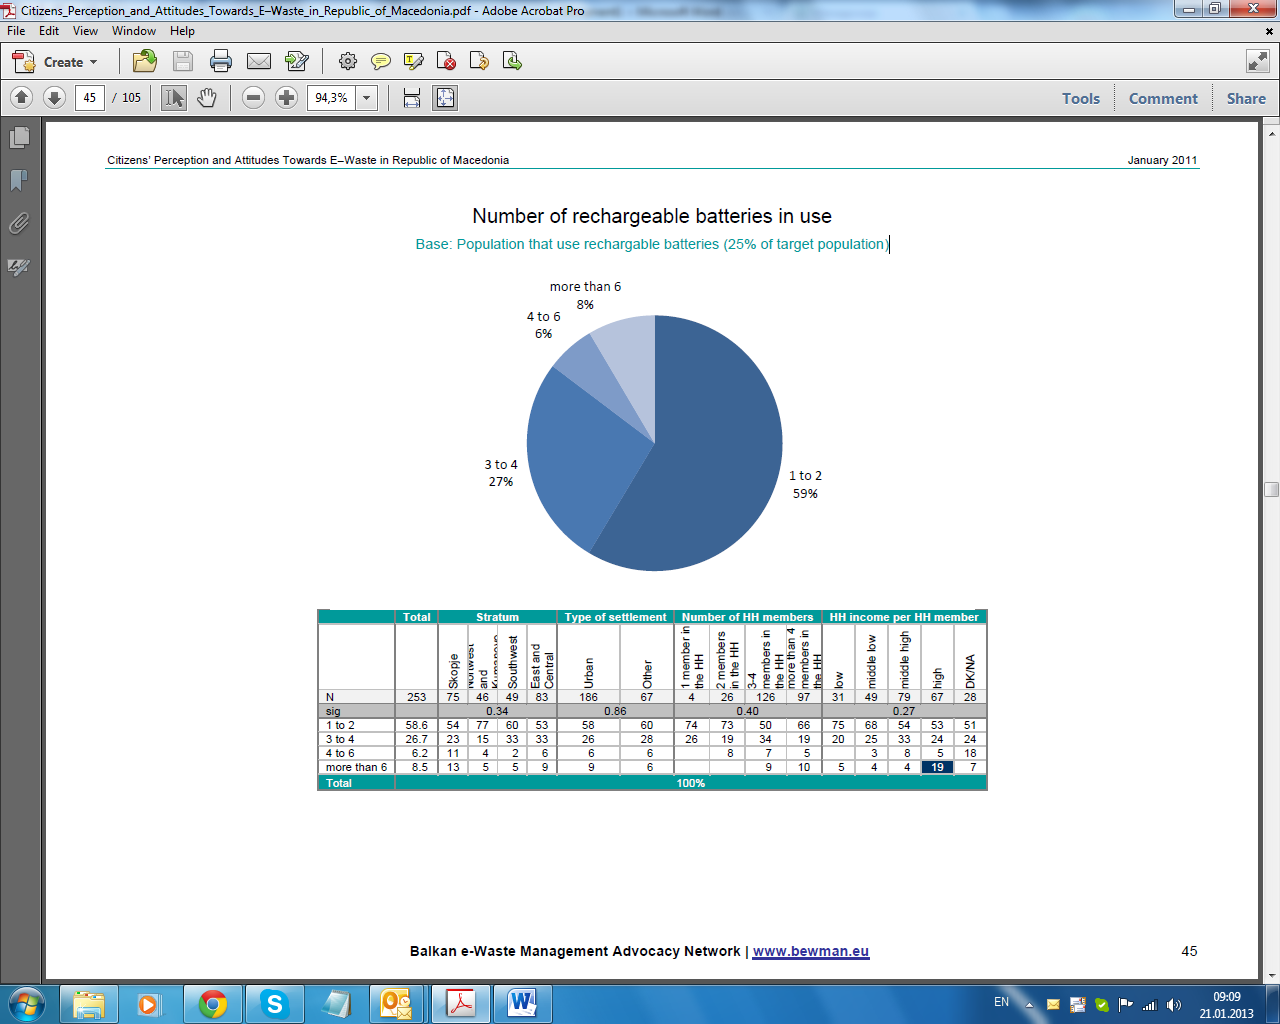 Citizens_Perception_and_Attitudes_Towards_E–Waste_in_Republic_of_Macedonia.pdf - Adobe Acrobat Pro
File Edit View Window Help
Create
45 / 105 94,3% Tools Comment Share
Citizens' Perception and Attitudes Towards E–Waste in Republic of Macedonia January 2011
Number of rechargeable batteries in use
Base: Population that use rechargable batteries (25% of target population)
more than 6
8%
4 to 6
6%
3 to 4
27%
1 to 2
59%
Total Stratum Type of settlement Number of HH members HH income per HH member
Skopje
Northwest and Kumanovo
Southwest
East and Central
Urban
Other
1 member in the HH
2 members in the HH
3-4 members in the HH
more than 4 members in the HH
low
middle low
middle high
high
DK/NA
N 253 75 46 49 83 186 67 4 26 126 97 31 49 79 67 28
sig 0.34 0.86 0.40 0.27
1 to 2 58.6 54 77 60 53 58 60 74 73 50 66 75 68 54 53 51
3 to 4 26.7 23 15 33 33 26 28 26 19 34 19 20 25 33 24 24
4 to 6 6.2 11 4 2 6 6 6 8 7 5 3 8 5 18
more than 6 8.5 13 5 5 9 9 6 9 10 5 4 4 19 7
Total 100%
Balkan e-Waste Management Advocacy Network | www.bewman.eu 45
EN 09:09
21.01.2013